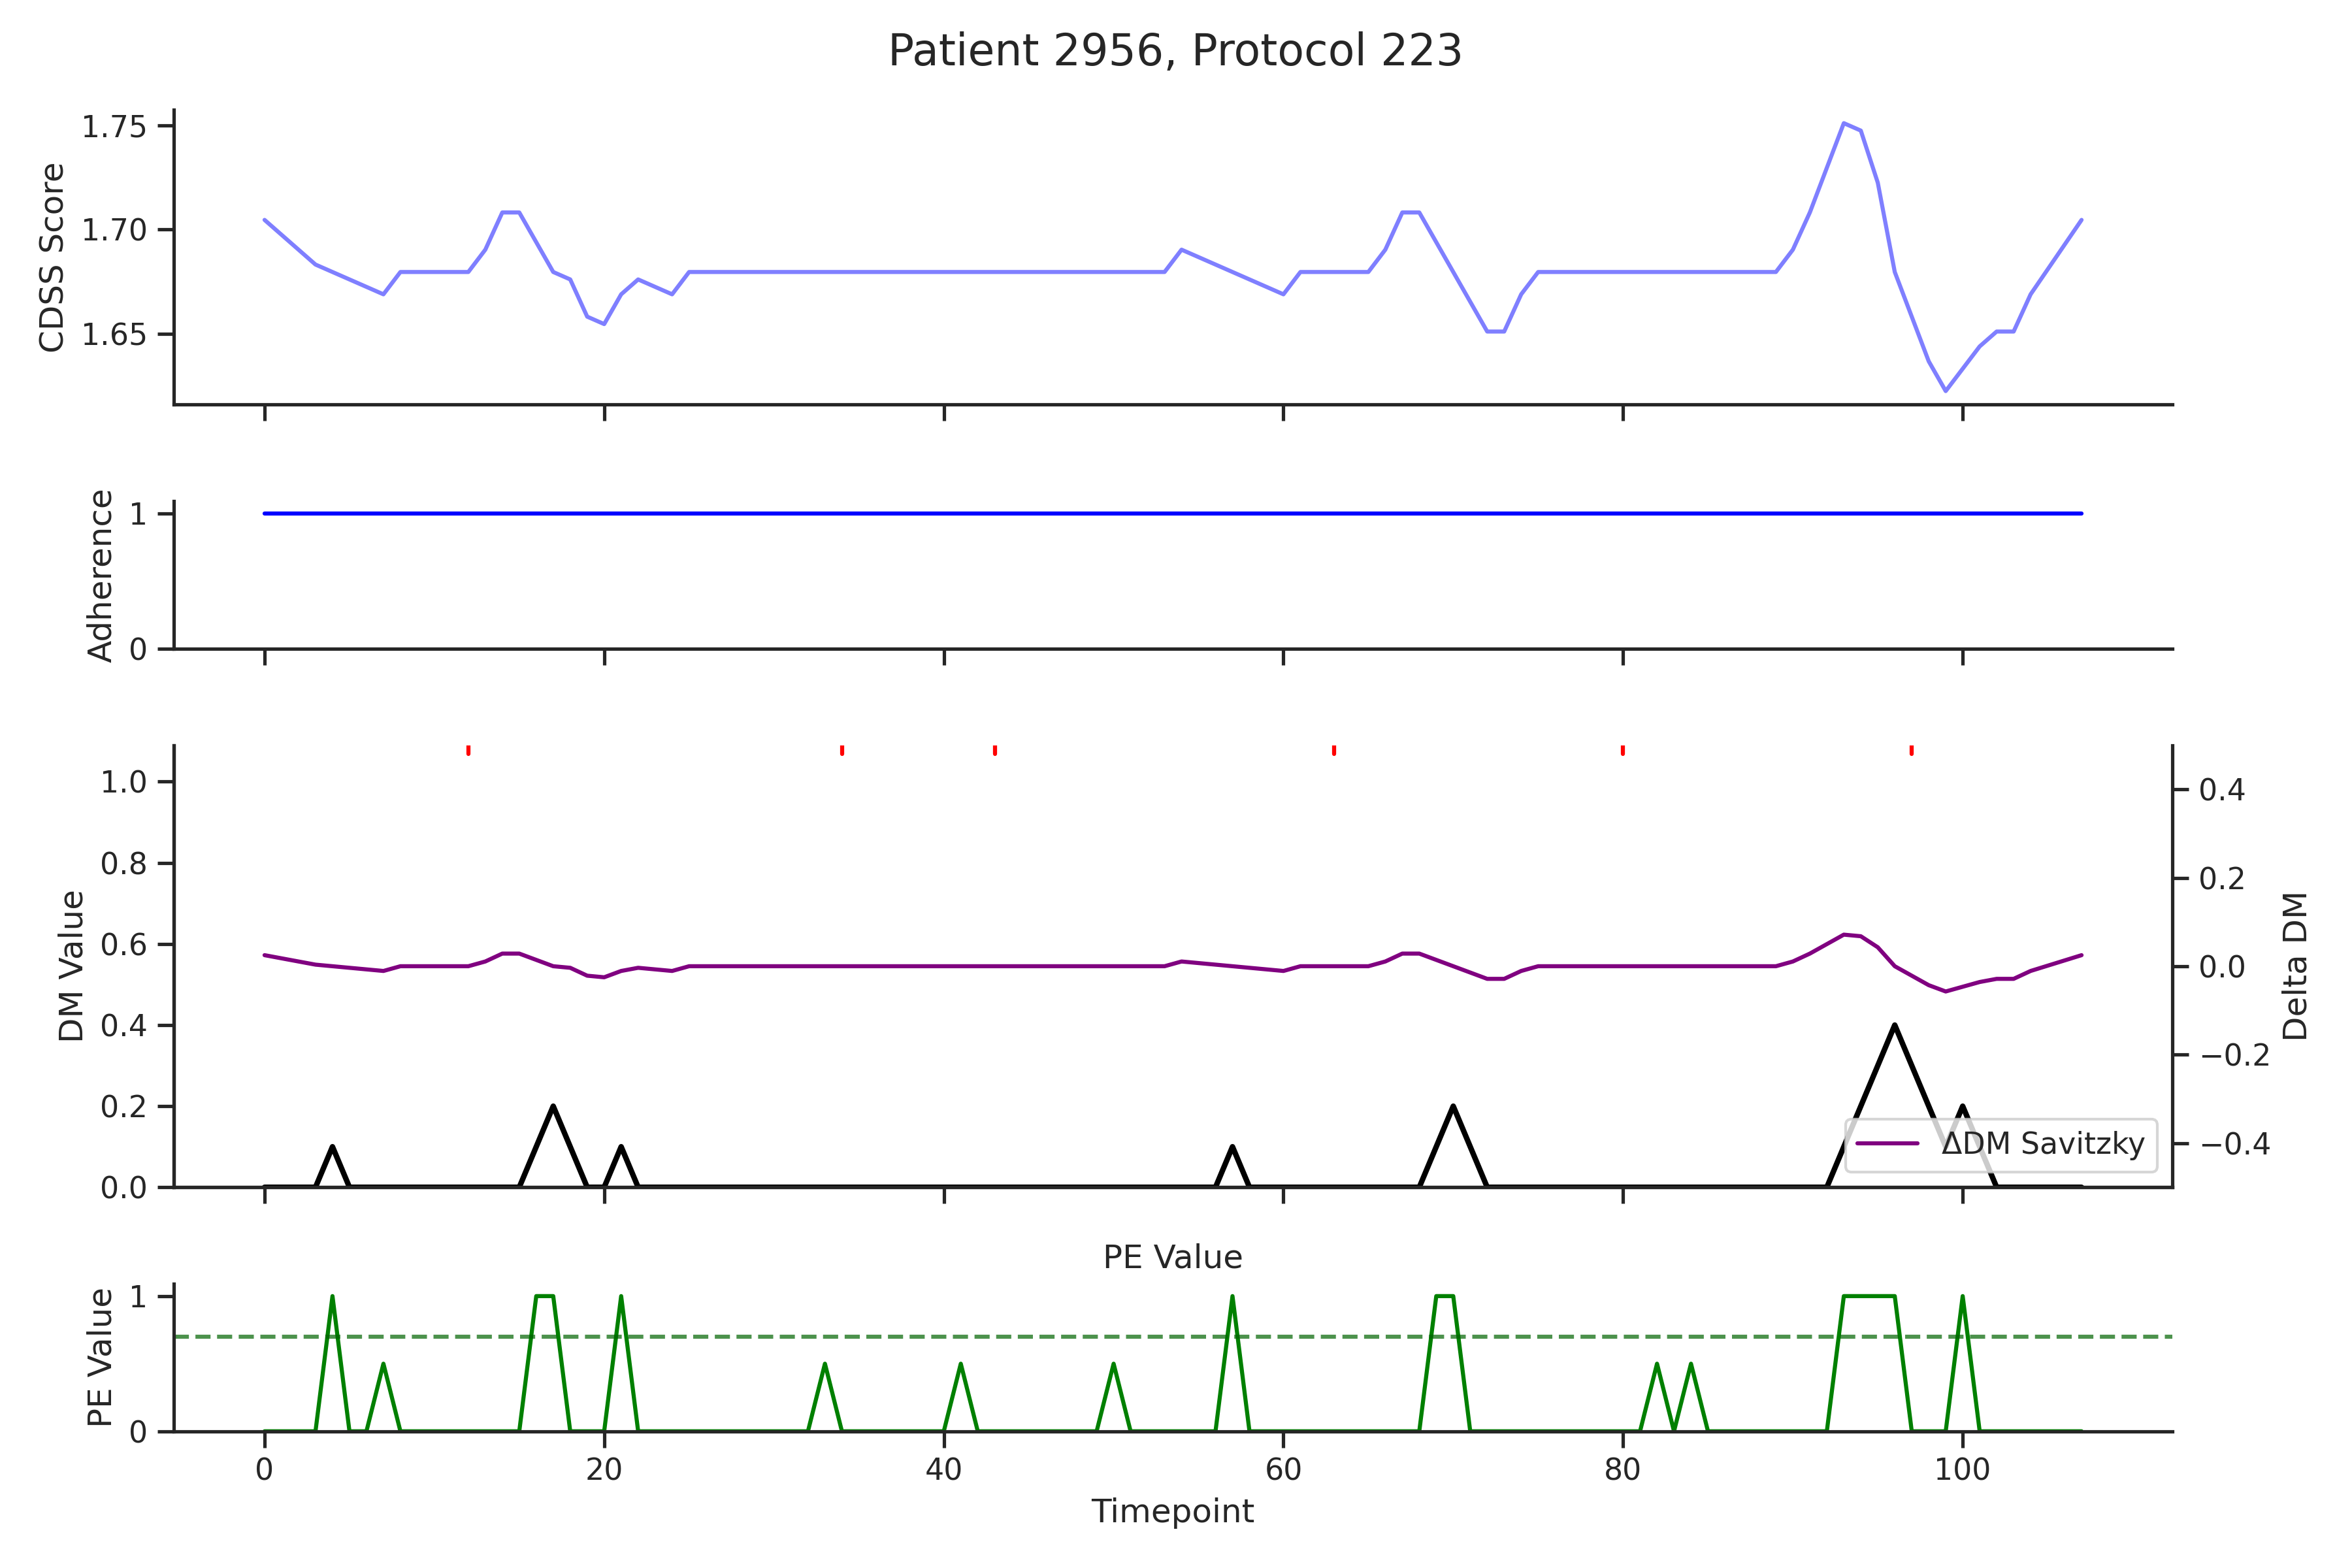 Patient 2956, Protocol 223
CDSS Score
1.75
1.70
1.65
Adherence
1
0
DM Value
1.0
0.8
0.6
0.4
0.2
0.0
0.4
0.2
0.0
−0.2
−0.4
Delta DM
ΔDM Savitzky
PE Value
PE Value
1
0
0 20 40 60 80 100
Timepoint